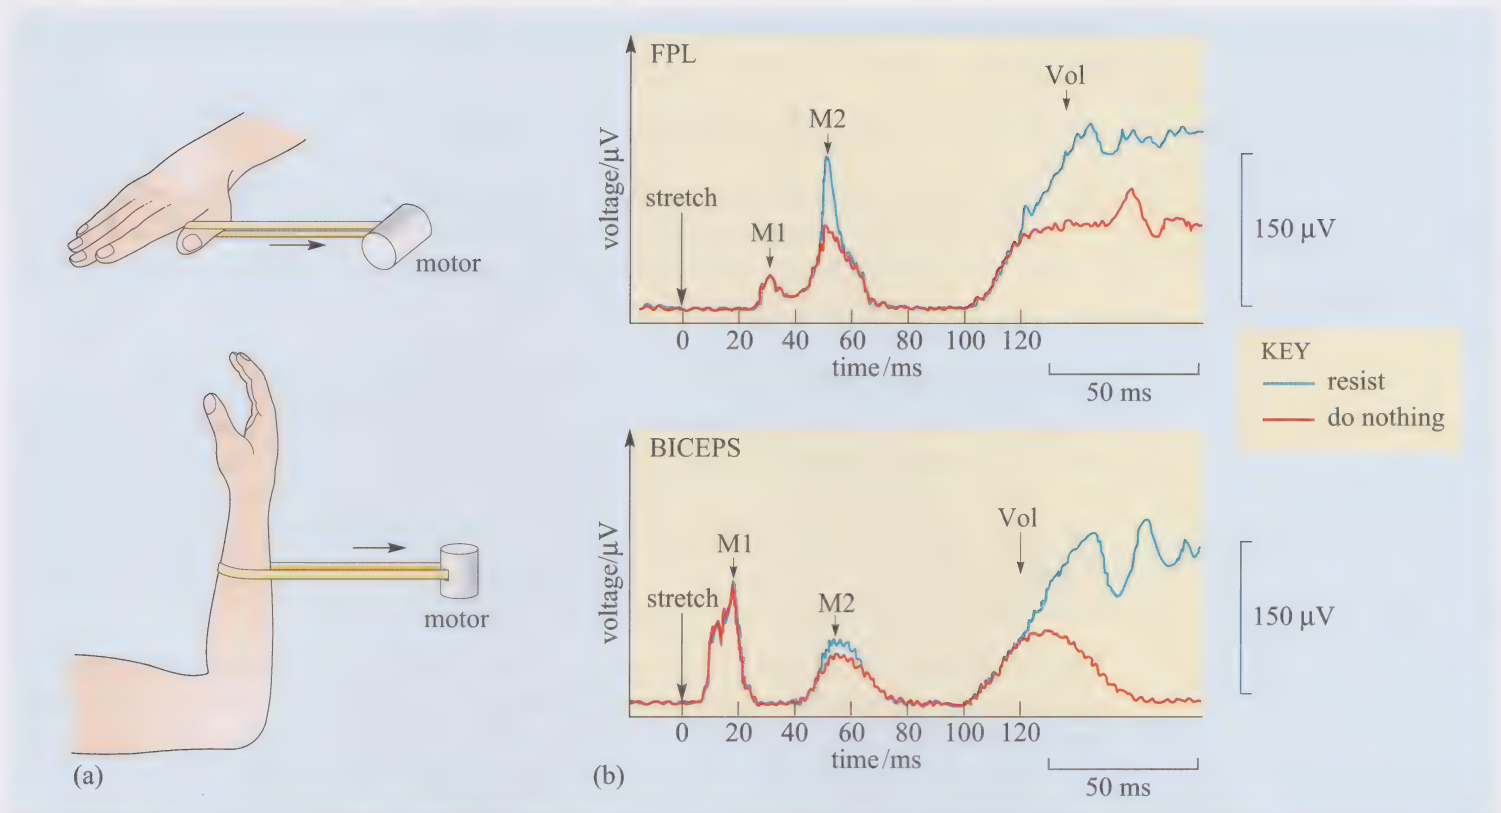 motor
motor
(a)
FPL
voltage/μV
stretch
M1
M2
Vol
0 20 40 60 80 100 120
time/ms
50 ms
150 μV
BICEPS
voltage/μV
stretch
M1
M2
Vol
0 20 40 60 80 100 120
time/ms
50 ms
150 μV
(b)
KEY
resist
do nothing